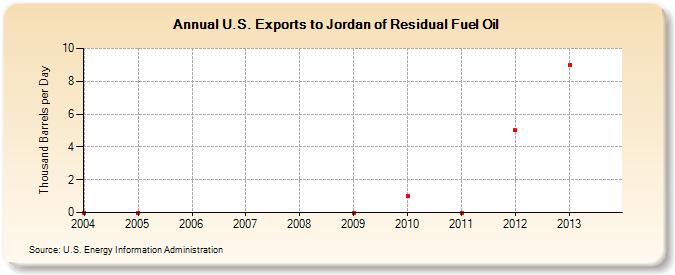 Annual U.S. Exports to Jordan of Residual Fuel Oil
Thousand Barrels per Day
10
8
6
4
2
0
2004 2005 2006 2007 2008 2009 2010 2011 2012 2013
Source: U.S. Energy Information Administration